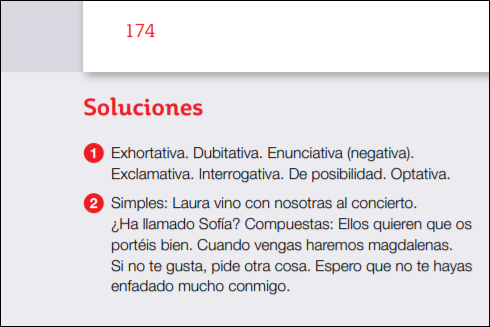 174
Soluciones
1 Exhortativa. Dubitativa. Enunciativa (negativa).
Exclamativa. Interrogativa. De posibilidad. Optativa.
2 Simples: Laura vino con nosotras al concierto.
¿Ha llamado Sofía? Compuestas: Ellos quieren que os
portéis bien. Cuando vengas haremos magdalenas.
Si no te gusta, pide otra cosa. Espero que no te hayas
enfadado mucho conmigo.